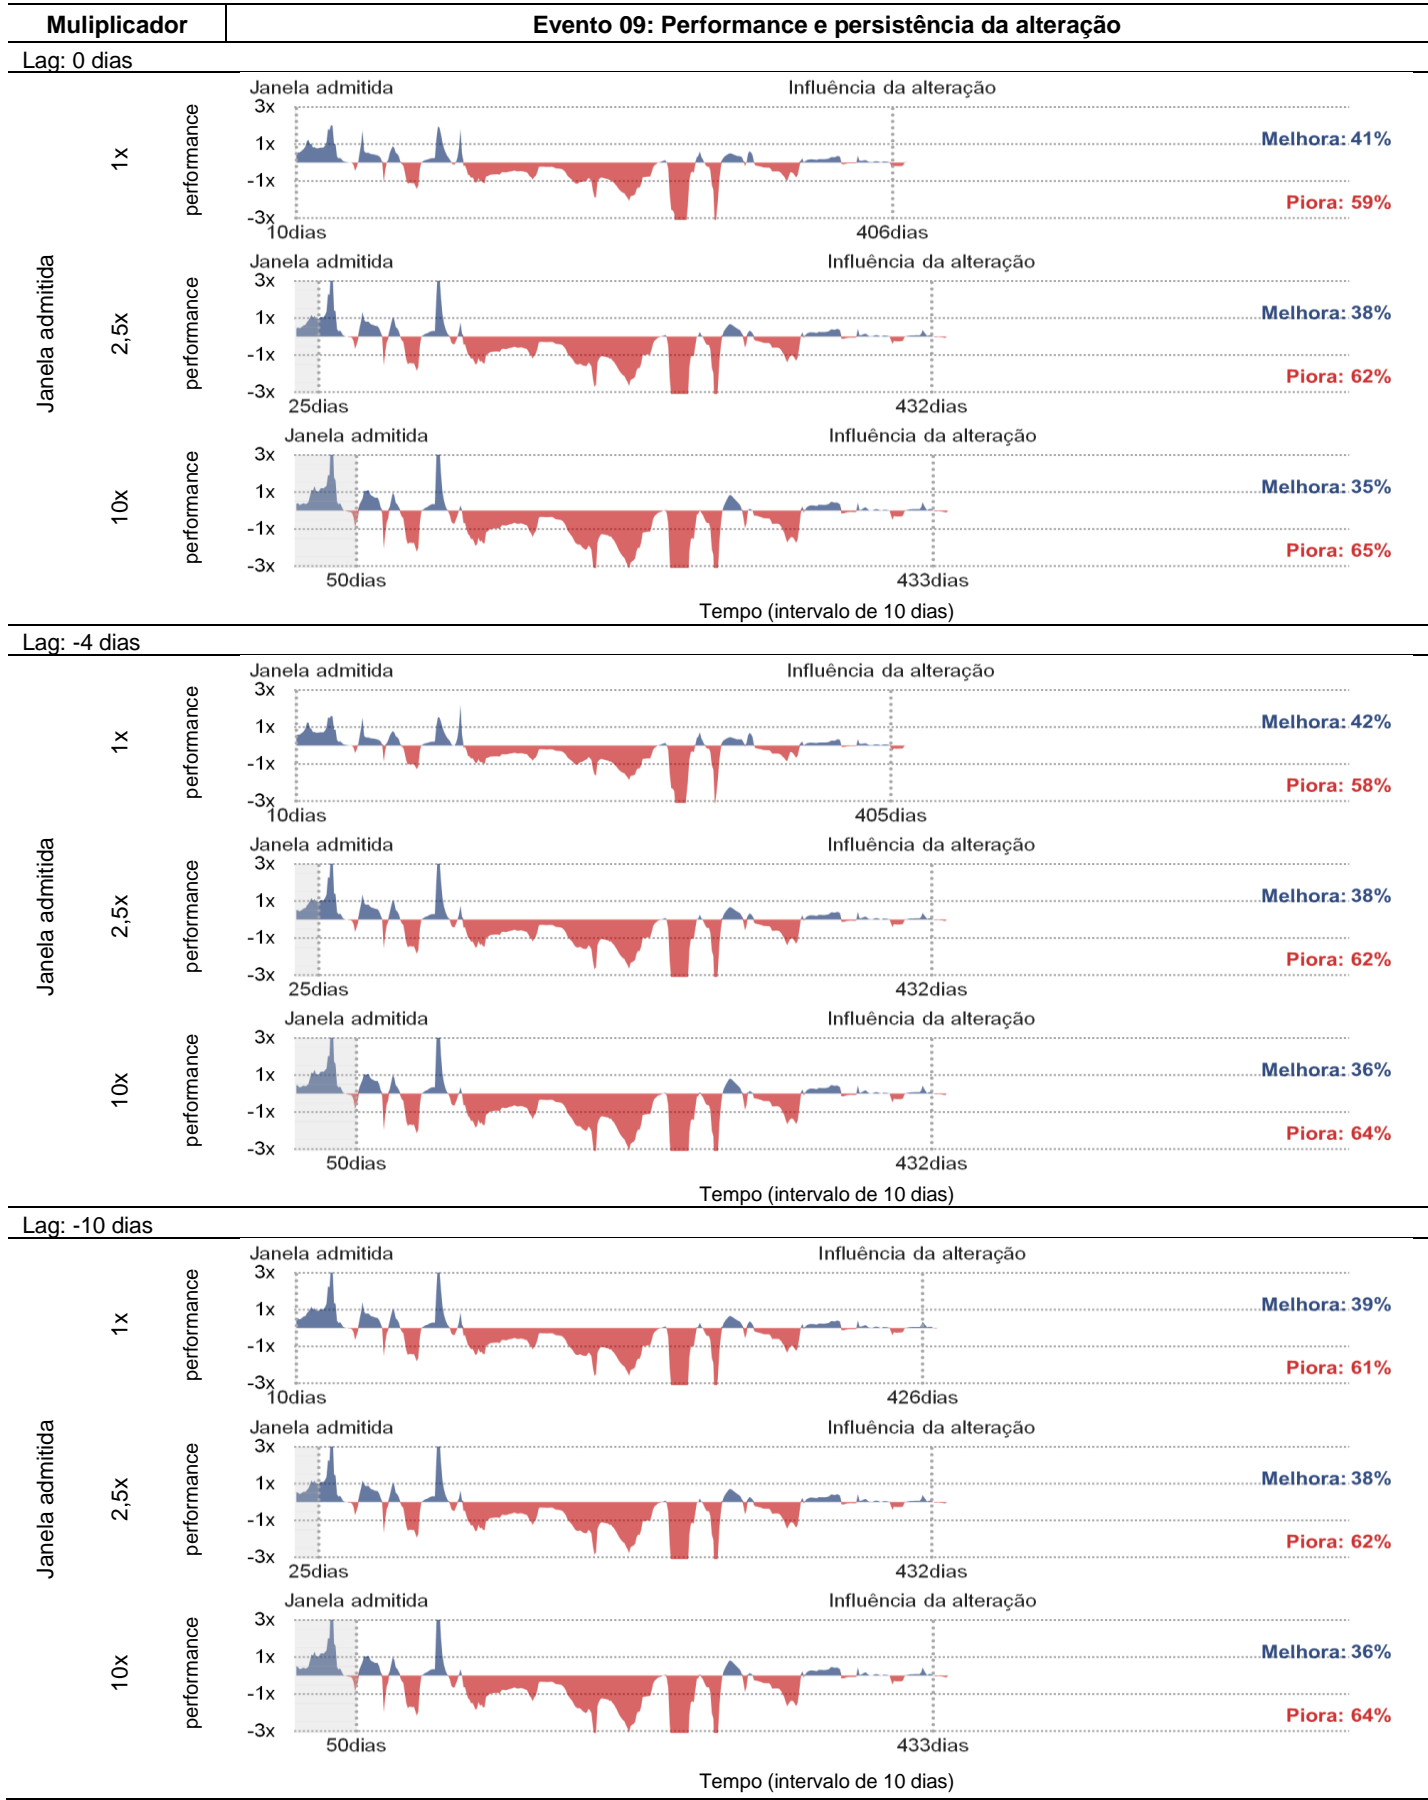 Muliplicador Evento 09: Performance e persistência da alteração
Lag: 0 dias
Janela admitida
1x
performance
Janela admitida Influência da alteração
3x
1x
-1x
-3x
Melhora: 41%
Piora: 59%
10dias 406dias
2,5x
performance
Janela admitida Influência da alteração
3x
1x
-1x
-3x
Melhora: 38%
Piora: 62%
25dias 432dias
10x
performance
Janela admitida Influência da alteração
3x
1x
-1x
-3x
Melhora: 35%
Piora: 65%
50dias 433dias
Tempo (intervalo de 10 dias)
Lag: -4 dias
Janela admitida
1x
performance
Janela admitida Influência da alteração
3x
1x
-1x
-3x
Melhora: 42%
Piora: 58%
10dias 405dias
2,5x
performance
Janela admitida Influência da alteração
3x
1x
-1x
-3x
Melhora: 38%
Piora: 62%
25dias 432dias
10x
performance
Janela admitida Influência da alteração
3x
1x
-1x
-3x
Melhora: 36%
Piora: 64%
50dias 432dias
Tempo (intervalo de 10 dias)
Lag: -10 dias
Janela admitida
1x
performance
Janela admitida Influência da alteração
3x
1x
-1x
-3x
Melhora: 39%
Piora: 61%
10dias 426dias
2,5x
performance
Janela admitida Influência da alteração
3x
1x
-1x
-3x
Melhora: 38%
Piora: 62%
25dias 432dias
10x
performance
Janela admitida Influência da alteração
3x
1x
-1x
-3x
Melhora: 36%
Piora: 64%
50dias 433dias
Tempo (intervalo de 10 dias)